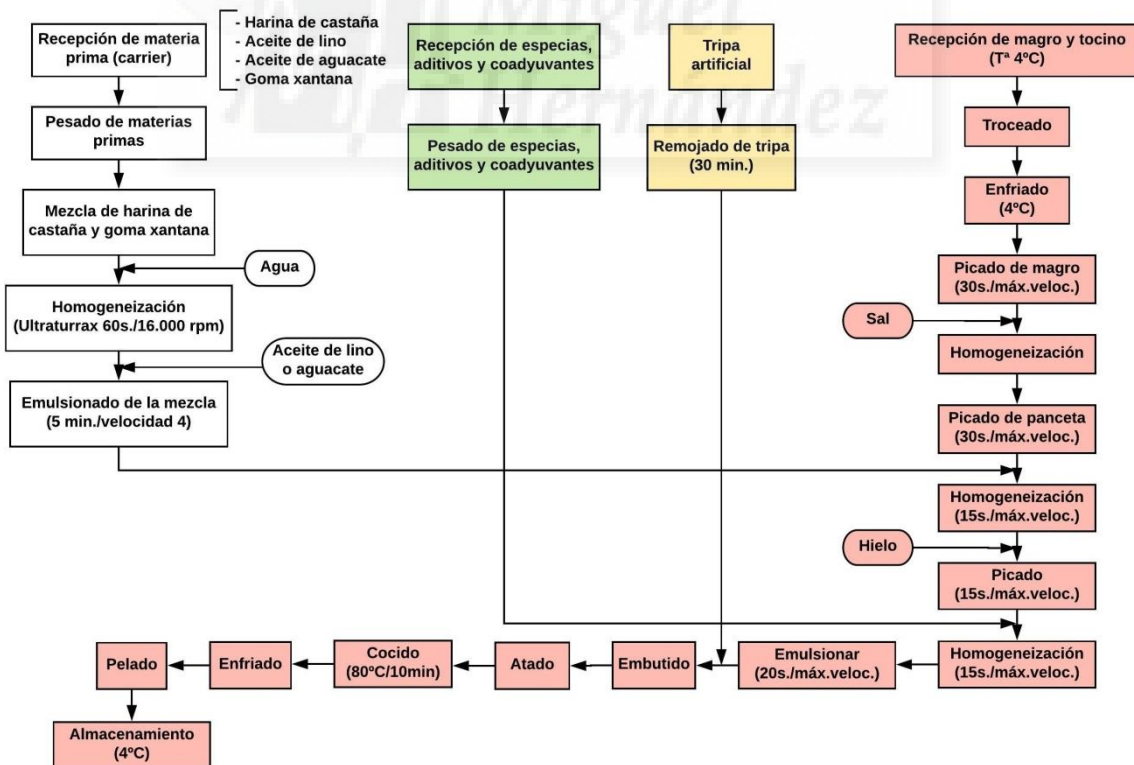 Miguel
Hernández
Recepción de materia
prima (carrier)
- Harina de castaña
- Aceite de lino
- Aceite de aguacate
- Goma xantana
Pesado de materias
primas
Mezcla de harina de
castaña y goma xantana
Agua
Homogeneización
(Ultraturrax 60s./16.000 rpm)
Aceite de lino
o aguacate
Emulsionado de la mezcla
(5 min./velocidad 4)
Recepción de especias,
aditivos y coadyuvantes
Pesado de especias,
aditivos y coadyuvantes
Tripa
artificial
Remojado de tripa
(30 min.)
Recepción de magro y tocino
(Tª 4ºC)
Troceado
Enfriado
(4ºC)
Picado de magro
(30s./máx.veloc.)
Sal
Homogeneización
Picado de panceta
(30s./máx.veloc.)
Homogeneización
(15s./máx.veloc.)
Hielo
Picado
(15s./máx.veloc.)
Homogeneización
(15s./máx.veloc.)
Emulsionar
(20s./máx.veloc.)
Embutido
Atado
Cocido
(80ºC/10min)
Enfriado
Pelado
Almacenamiento
(4ºC)